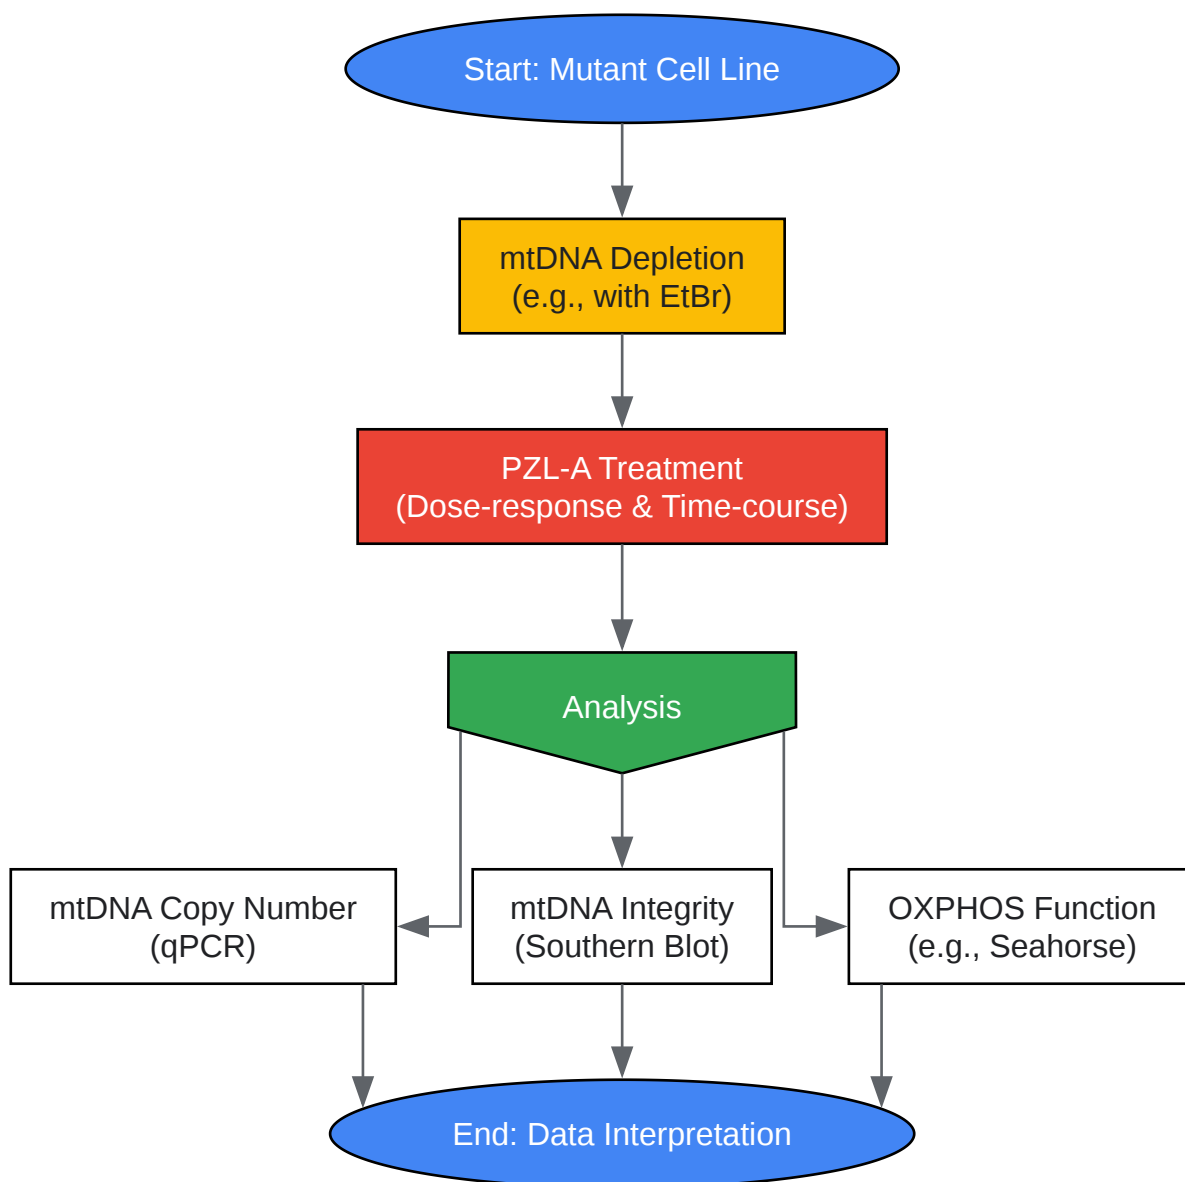 Start: Mutant Cell Line
mtDNA Depletion
(e.g., with EtBr)
PZL-A Treatment
(Dose-response & Time-course)
Analysis
mtDNA Copy Number
(qPCR)
mtDNA Integrity
(Southern Blot)
OXPHOS Function
(e.g., Seahorse)
End: Data Interpretation